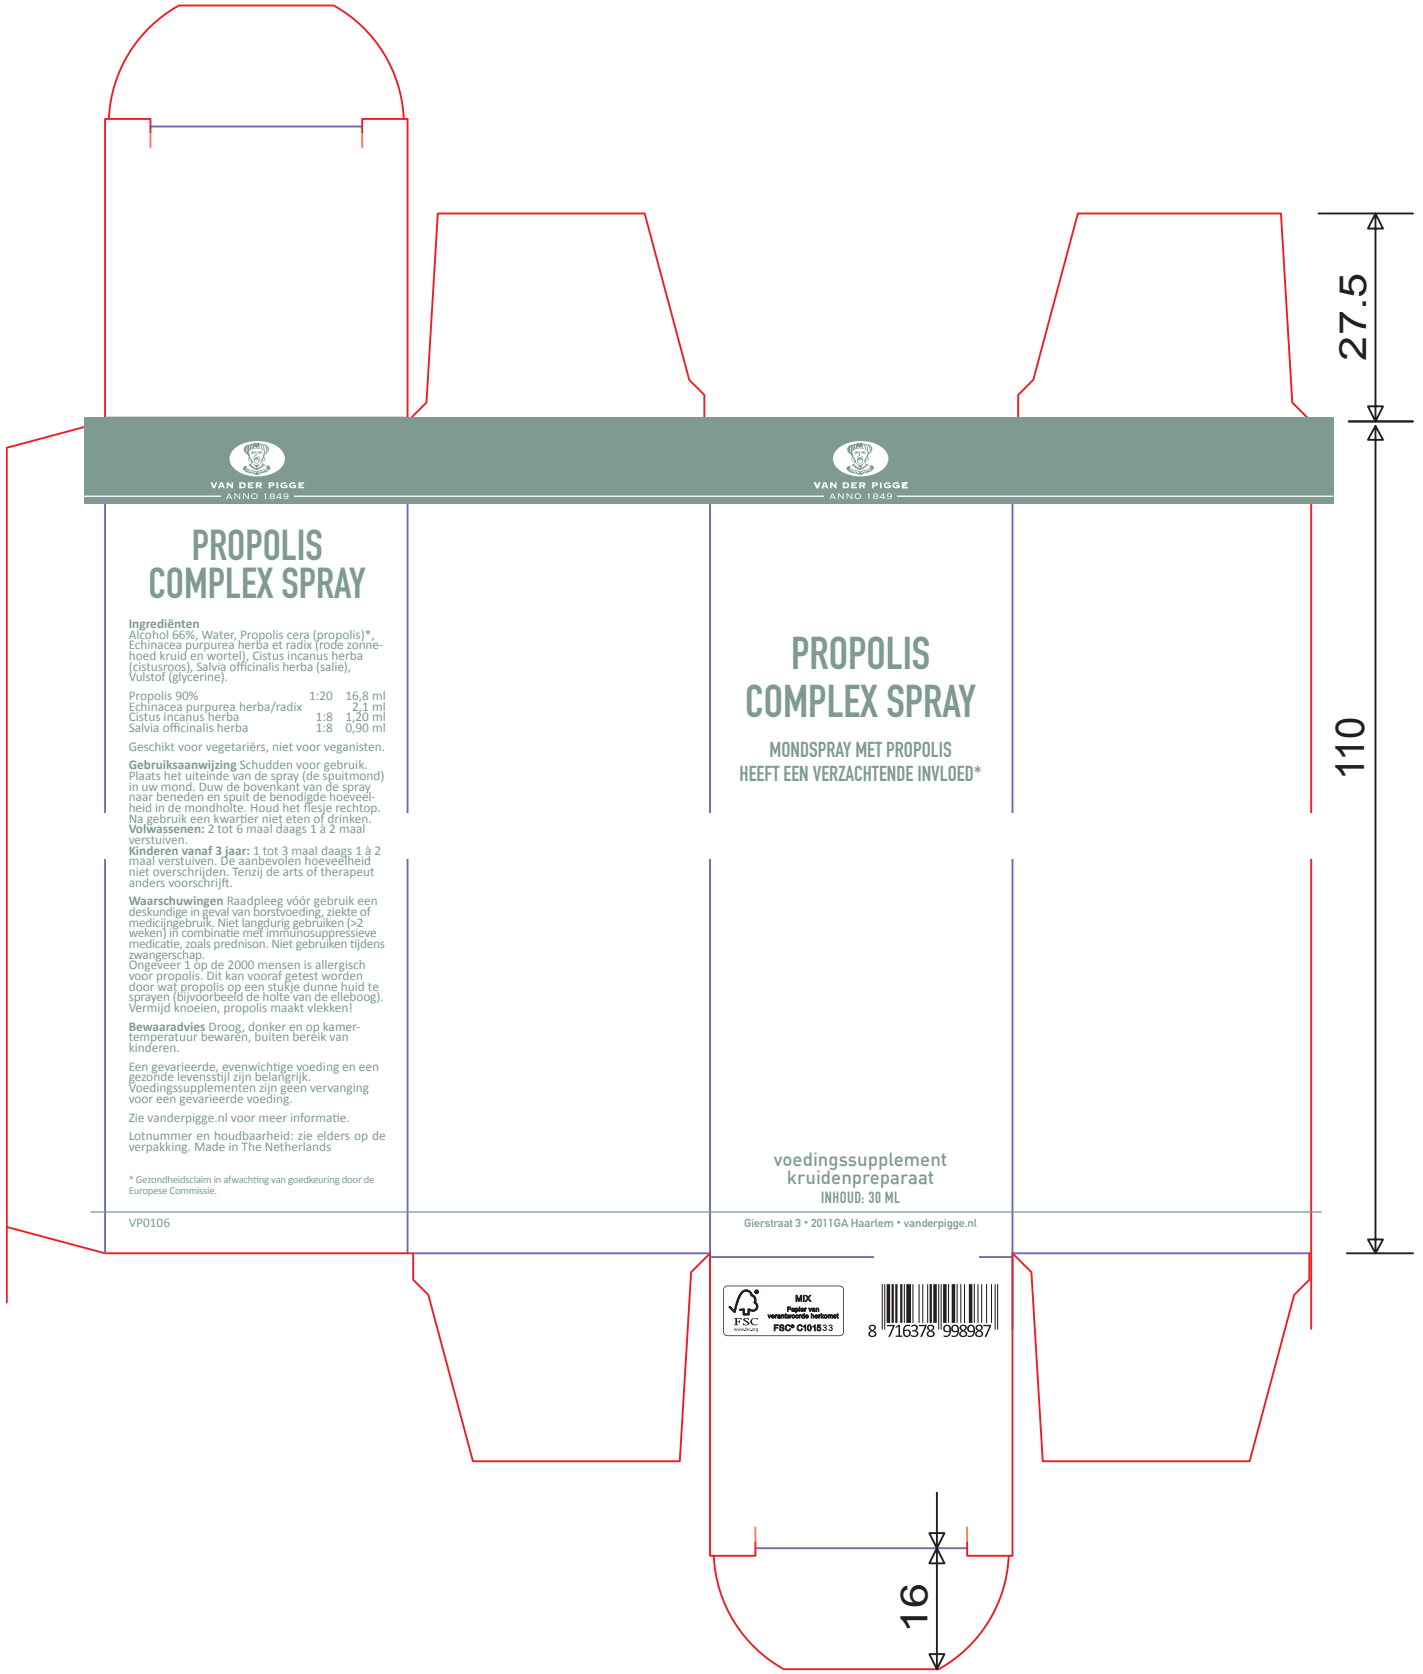 VAN DER PIGGE
ANNO 1849
PROPOLIS
COMPLEX SPRAY
Ingrediënten
Alcohol 66%, Water, Propolis cera (propolis)*,
Echinacea purpurea herba et radix (rode zonne-
hoed kruid en wortel), Cistus incanus herba
(cistusroos), Salvia officinalis herba (salie),
Vulstof (glycerine).
Propolis 90% 1:20 16,8 ml
Echinacea purpurea herba/radix 2,1 ml
Cistus incanus herba 1:8 1,20 ml
Salvia officinalis herba 1:8 0,90 ml
Geschikt voor vegetariërs, niet voor veganisten.
Gebruiksaanwijzing Schudden voor gebruik.
Plaats het uiteinde van de spray (de spuitmond)
in uw mond. Duw de bovenkant van de spray
naar beneden en spuit de benodigde hoeveel-
heid in de mondholte. Houd het flesje rechtop.
Na gebruik een kwartier niet eten of drinken.
Volwassenen: 2 tot 6 maal daags 1 à 2 maal
verstuiven.
Kinderen vanaf 3 jaar: 1 tot 3 maal daags 1 à 2
maal verstuiven. De aanbevolen hoeveelheid
niet overschrijden. Tenzij de arts of therapeut
anders voorschrijft.
Waarschuwingen Raadpleeg vóór gebruik een
deskundige in geval van borstvoeding, ziekte of
medicijngebruik. Niet langdurig gebruiken (>2
weken) in combinatie met immunosuppressieve
medicatie, zoals prednison. Niet gebruiken tijdens
zwangerschap.
Ongeveer 1 op de 2000 mensen is allergisch
voor propolis. Dit kan vooraf getest worden
door wat propolis op een stukje dunne huid te
sprayen (bijvoorbeeld de holte van de elleboog).
Vermijd knoeien, propolis maakt vlekken!
Bewaaradvies Droog, donker en op kamer-
temperatuur bewaren, buiten bereik van
kinderen.
Een gevarieerde, evenwichtige voeding en een
gezonde levensstijl zijn belangrijk.
Voedingssupplementen zijn geen vervanging
voor een gevarieerde voeding.
Zie vanderpigge.nl voor meer informatie.
Lotnummer en houdbaarheid: zie elders op de
verpakking. Made in The Netherlands
* Gezondheidsclaim in afwachting van goedkeuring door de
Europese Commissie.
VP0106
VAN DER PIGGE
ANNO 1849
PROPOLIS
COMPLEX SPRAY
MONDSPRAY MET PROPOLIS
HEEFT EEN VERZACHTENDE INVLOED*
voedingssupplement
kruidenpreparaat
INHOUD: 30 ML
Gierstraat 3 • 2011GA Haarlem • vanderpigge.nl
FSC
www.fsc.org
MIX
Papier van
verantwoorde herkomst
FSC® C101533
8 716378 998987
27.5
110
16